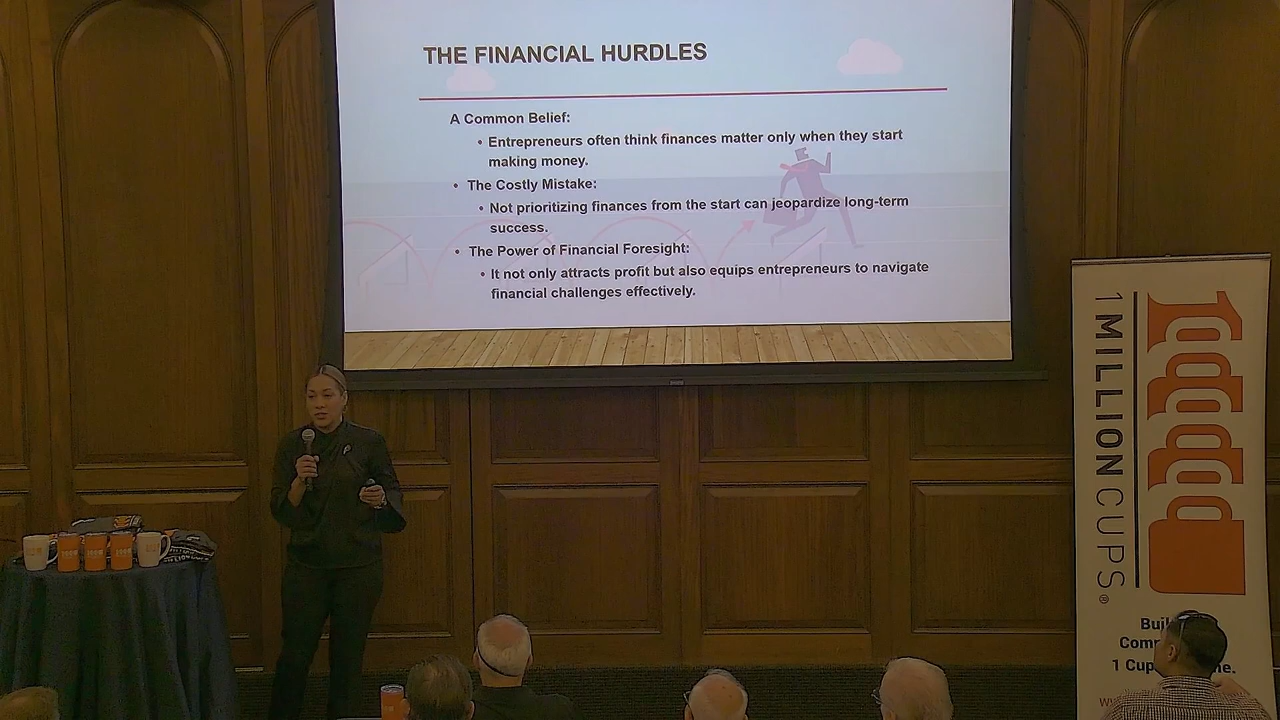 THE FINANCIAL HURDLES
A Common Belief:
• Entrepreneurs often think finances matter only when they start
making money.
• The Costly Mistake:
• Not prioritizing finances from the start can jeopardize long-term
success.
• The Power of Financial Foresight:
• It not only attracts profit but also equips entrepreneurs to navigate
financial challenges effectively.
1 MILLION CUPS®
1 Cup